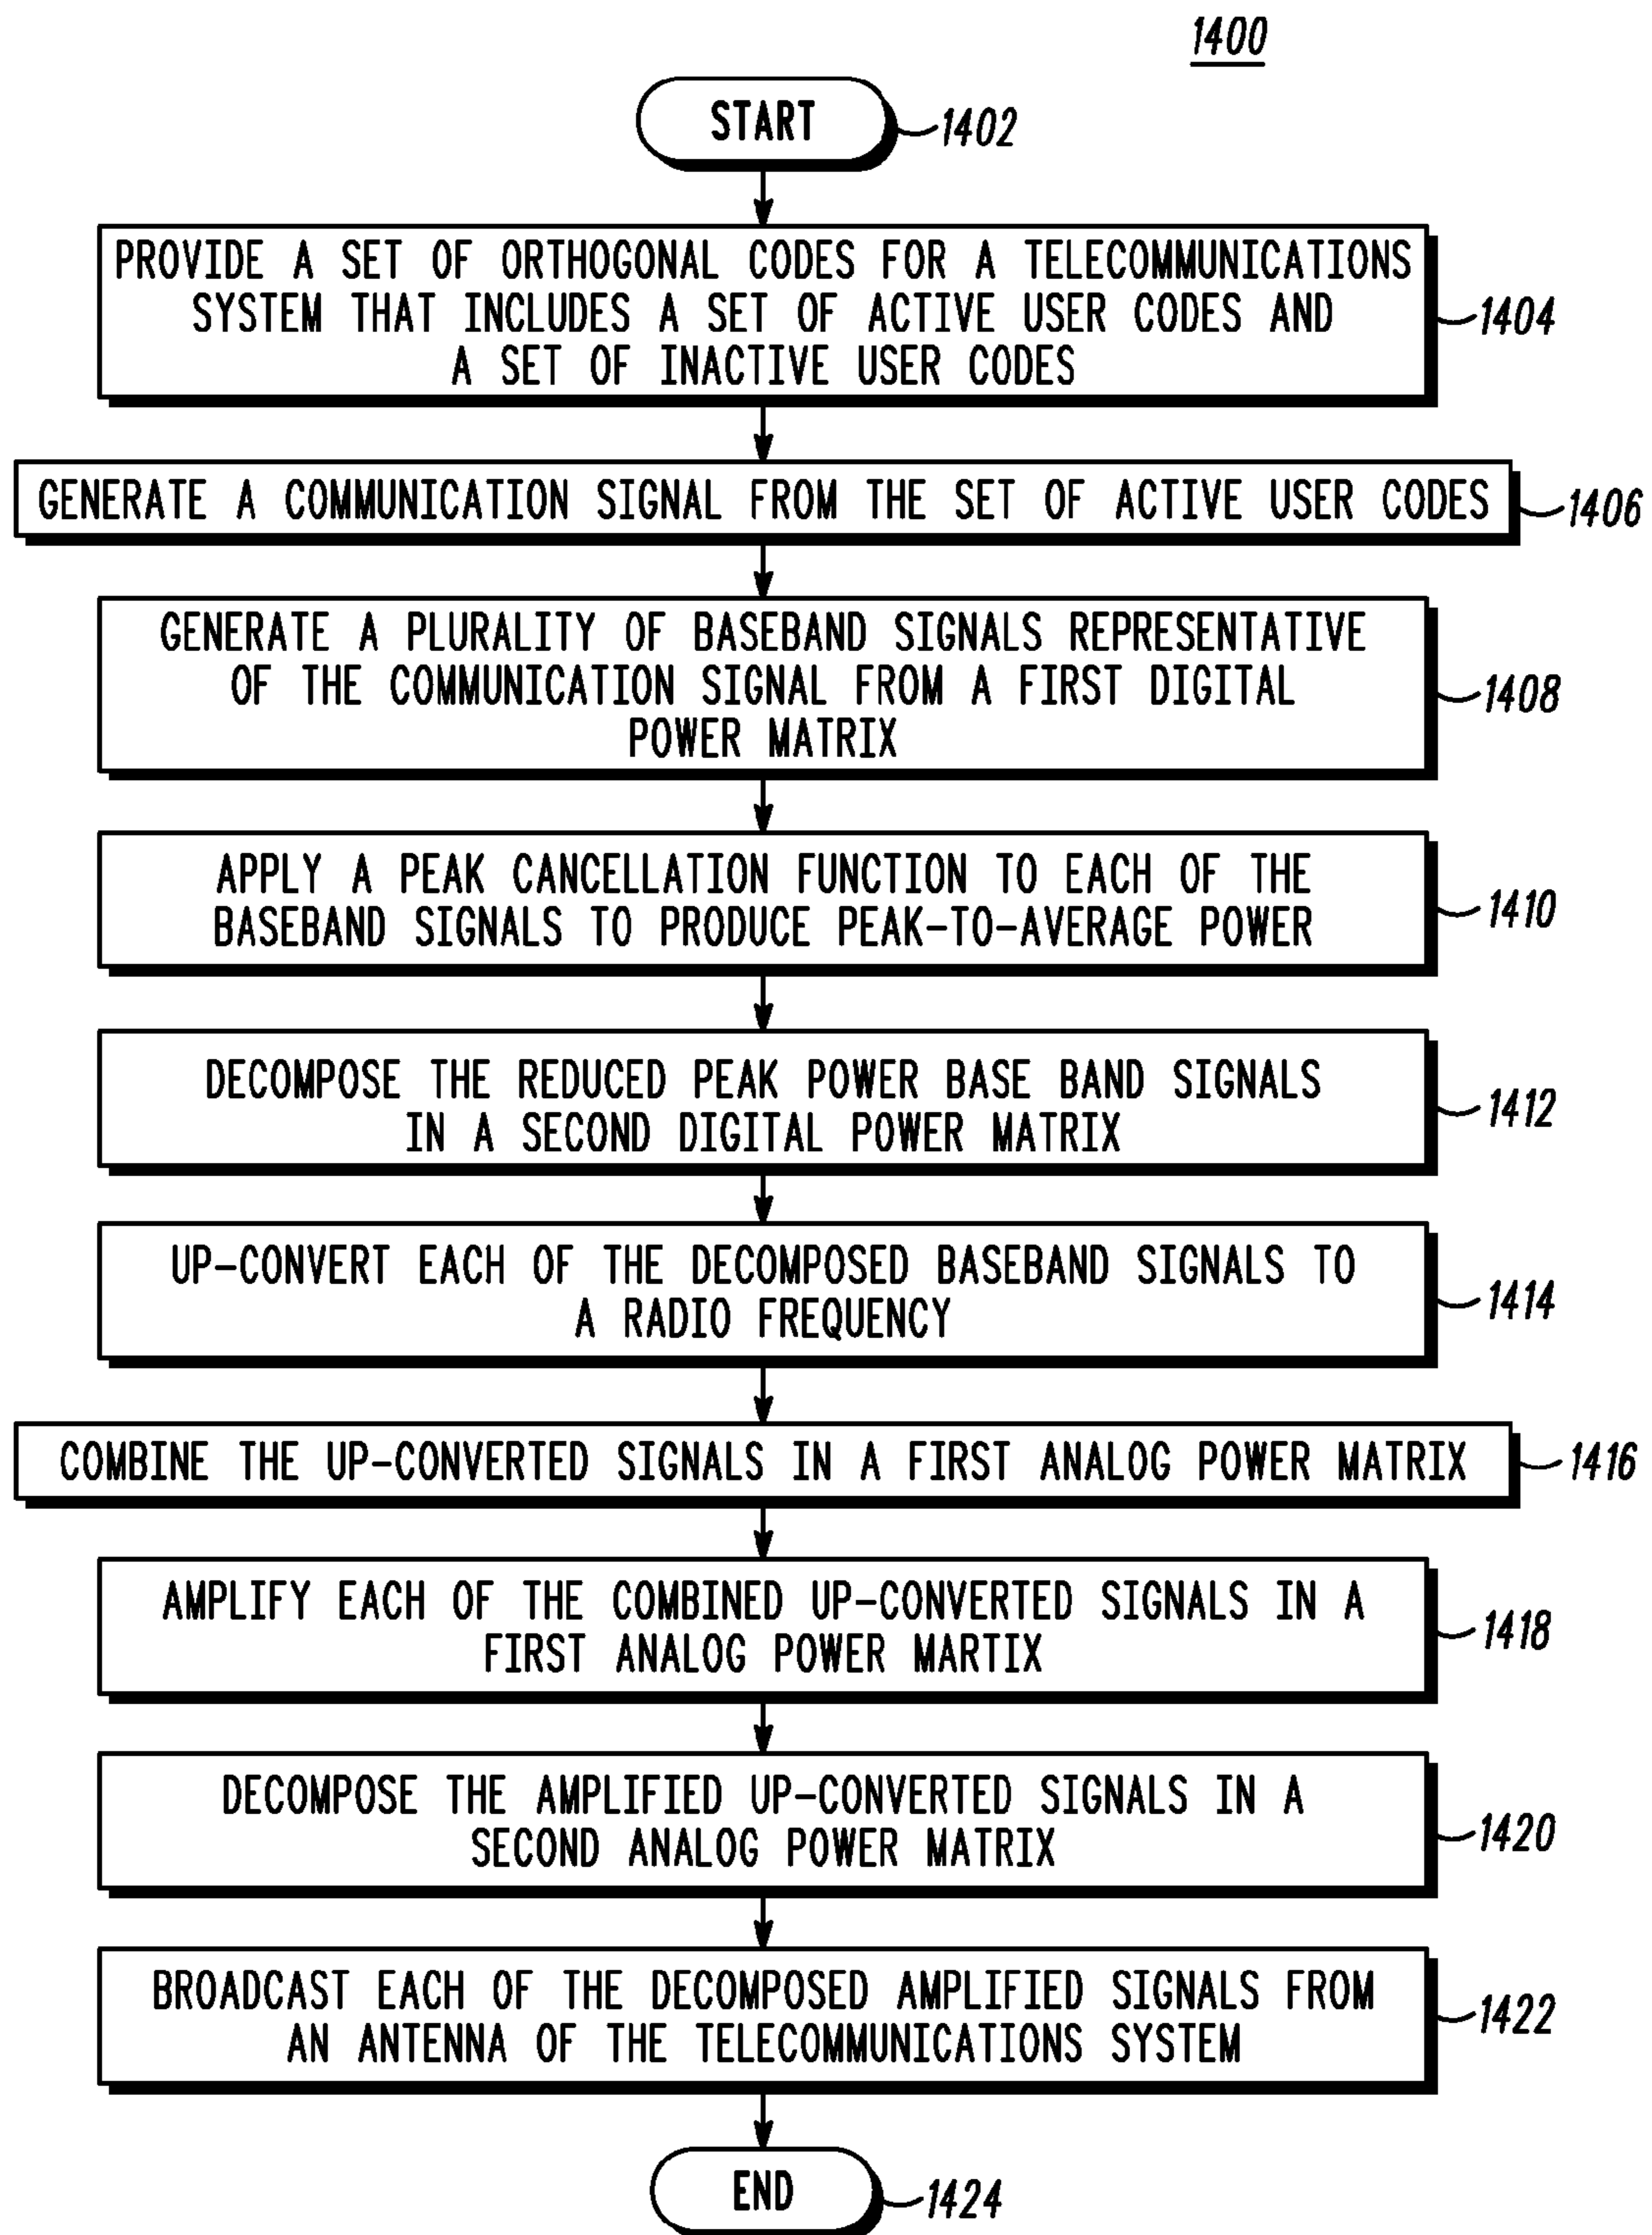 1400
START
1402
PROVIDE A SET OF ORTHOGONAL CODES FOR A TELECOMMUNICATIONS
SYSTEM THAT INCLUDES A SET OF ACTIVE USER CODES AND
A SET OF INACTIVE USER CODES
1404
GENERATE A COMMUNICATION SIGNAL FROM THE SET OF ACTIVE USER CODES
1406
GENERATE A PLURALITY OF BASEBAND SIGNALS REPRESENTATIVE
OF THE COMMUNICATION SIGNAL FROM A FIRST DIGITAL
POWER MATRIX
1408
APPLY A PEAK CANCELLATION FUNCTION TO EACH OF THE
BASEBAND SIGNALS TO PRODUCE PEAK-TO-AVERAGE POWER
1410
DECOMPOSE THE REDUCED PEAK POWER BASE BAND SIGNALS
IN A SECOND DIGITAL POWER MATRIX
1412
UP-CONVERT EACH OF THE DECOMPOSED BASEBAND SIGNALS TO
A RADIO FREQUENCY
1414
COMBINE THE UP-CONVERTED SIGNALS IN A FIRST ANALOG POWER MATRIX
1416
AMPLIFY EACH OF THE COMBINED UP-CONVERTED SIGNALS IN A
FIRST ANALOG POWER MARTIX
1418
DECOMPOSE THE AMPLIFIED UP-CONVERTED SIGNALS IN A
SECOND ANALOG POWER MATRIX
1420
BROADCAST EACH OF THE DECOMPOSED AMPLIFIED SIGNALS FROM
AN ANTENNA OF THE TELECOMMUNICATIONS SYSTEM
1422
END
1424